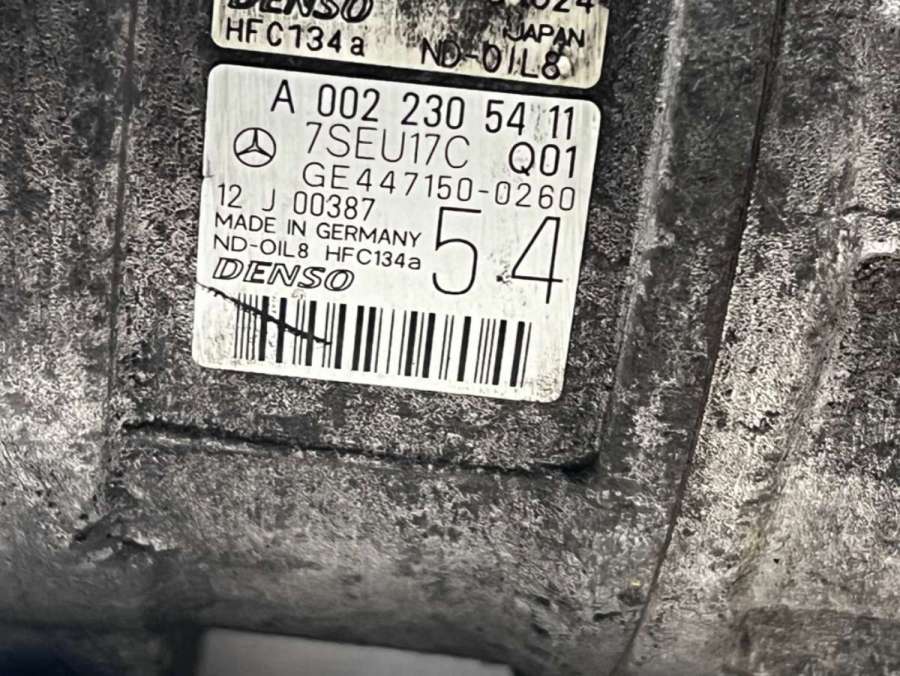 DENSO
JAPAN
HFC134a ND-OIL8
A 002 230 54 11
7SEU17C Q01
GE447150-0260
12 J 00387
MADE IN GERMANY
ND-OIL8 HFC134a
54
DENSO